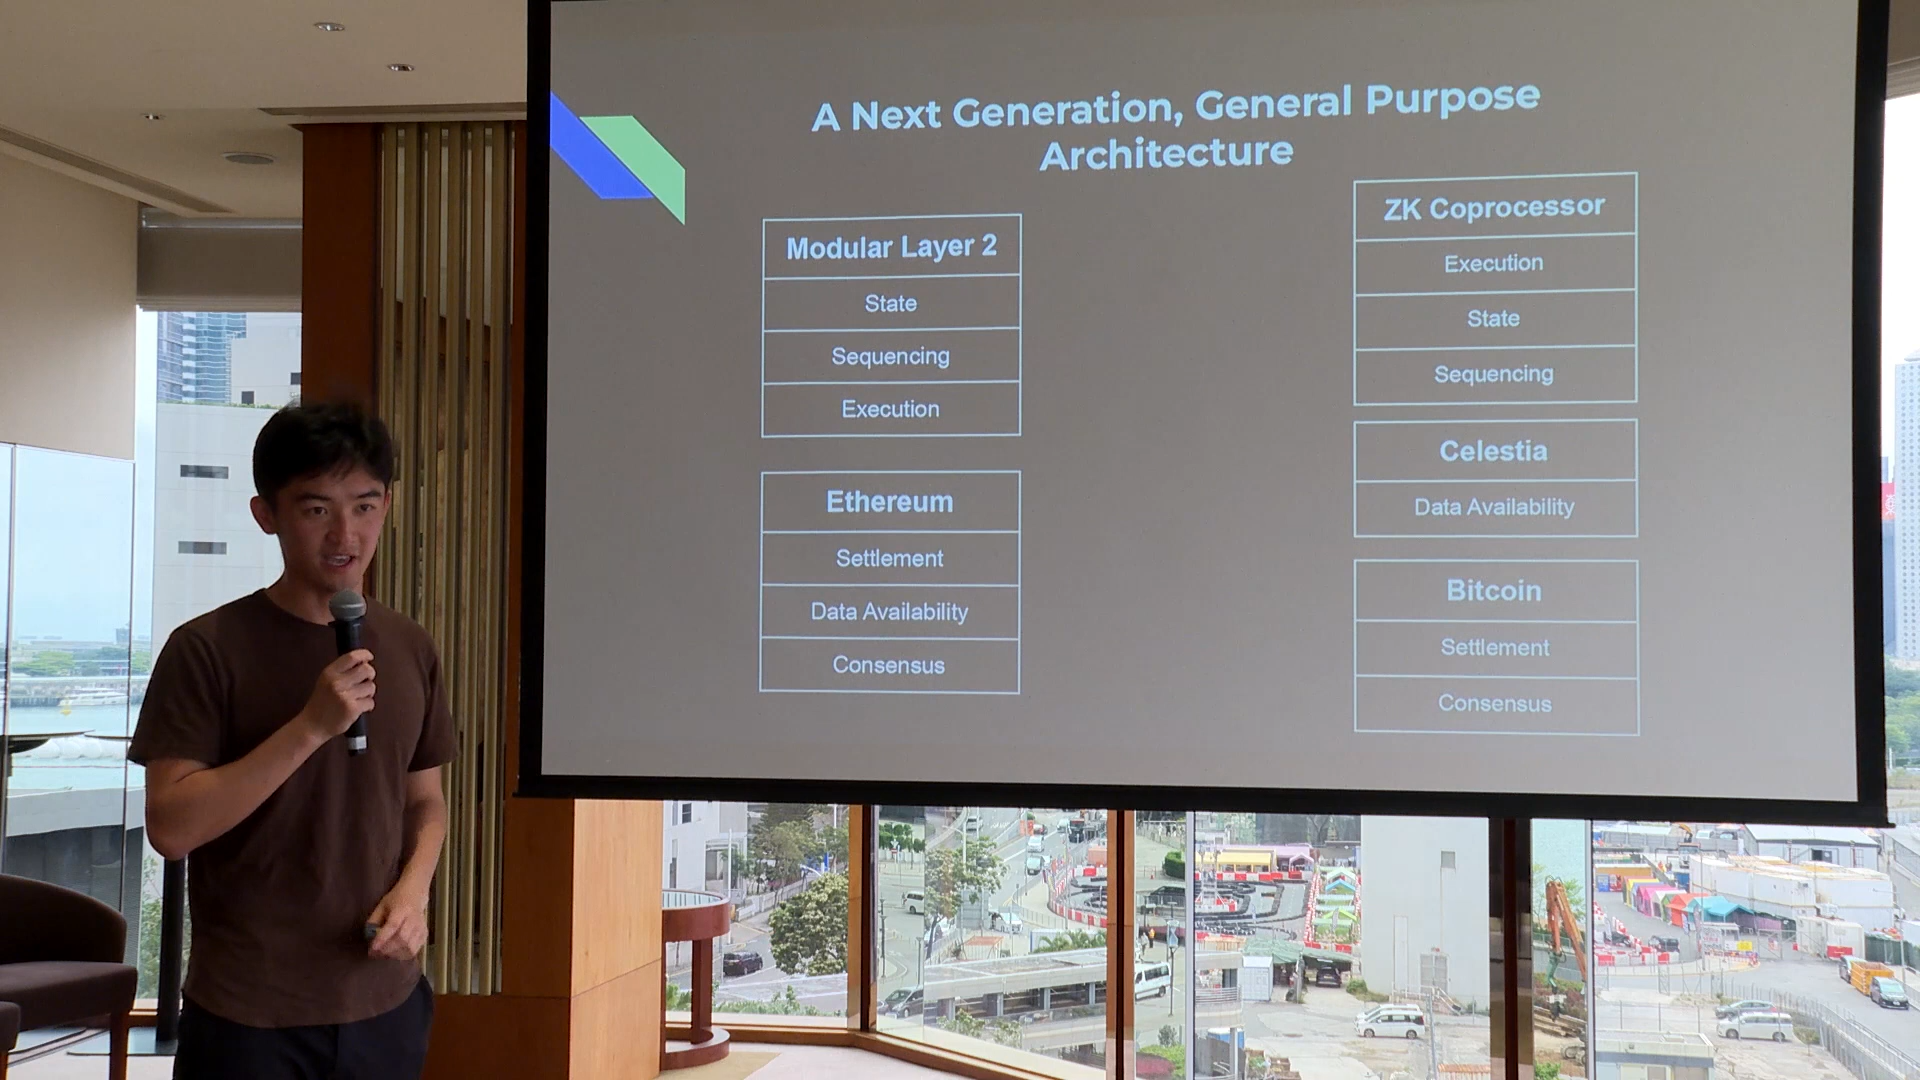 A Next Generation, General Purpose
Architecture
Modular Layer 2
State
Sequencing
Execution
Ethereum
Settlement
Data Availability
Consensus
ZK Coprocessor
Execution
State
Sequencing
Celestia
Data Availability
Bitcoin
Settlement
Consensus